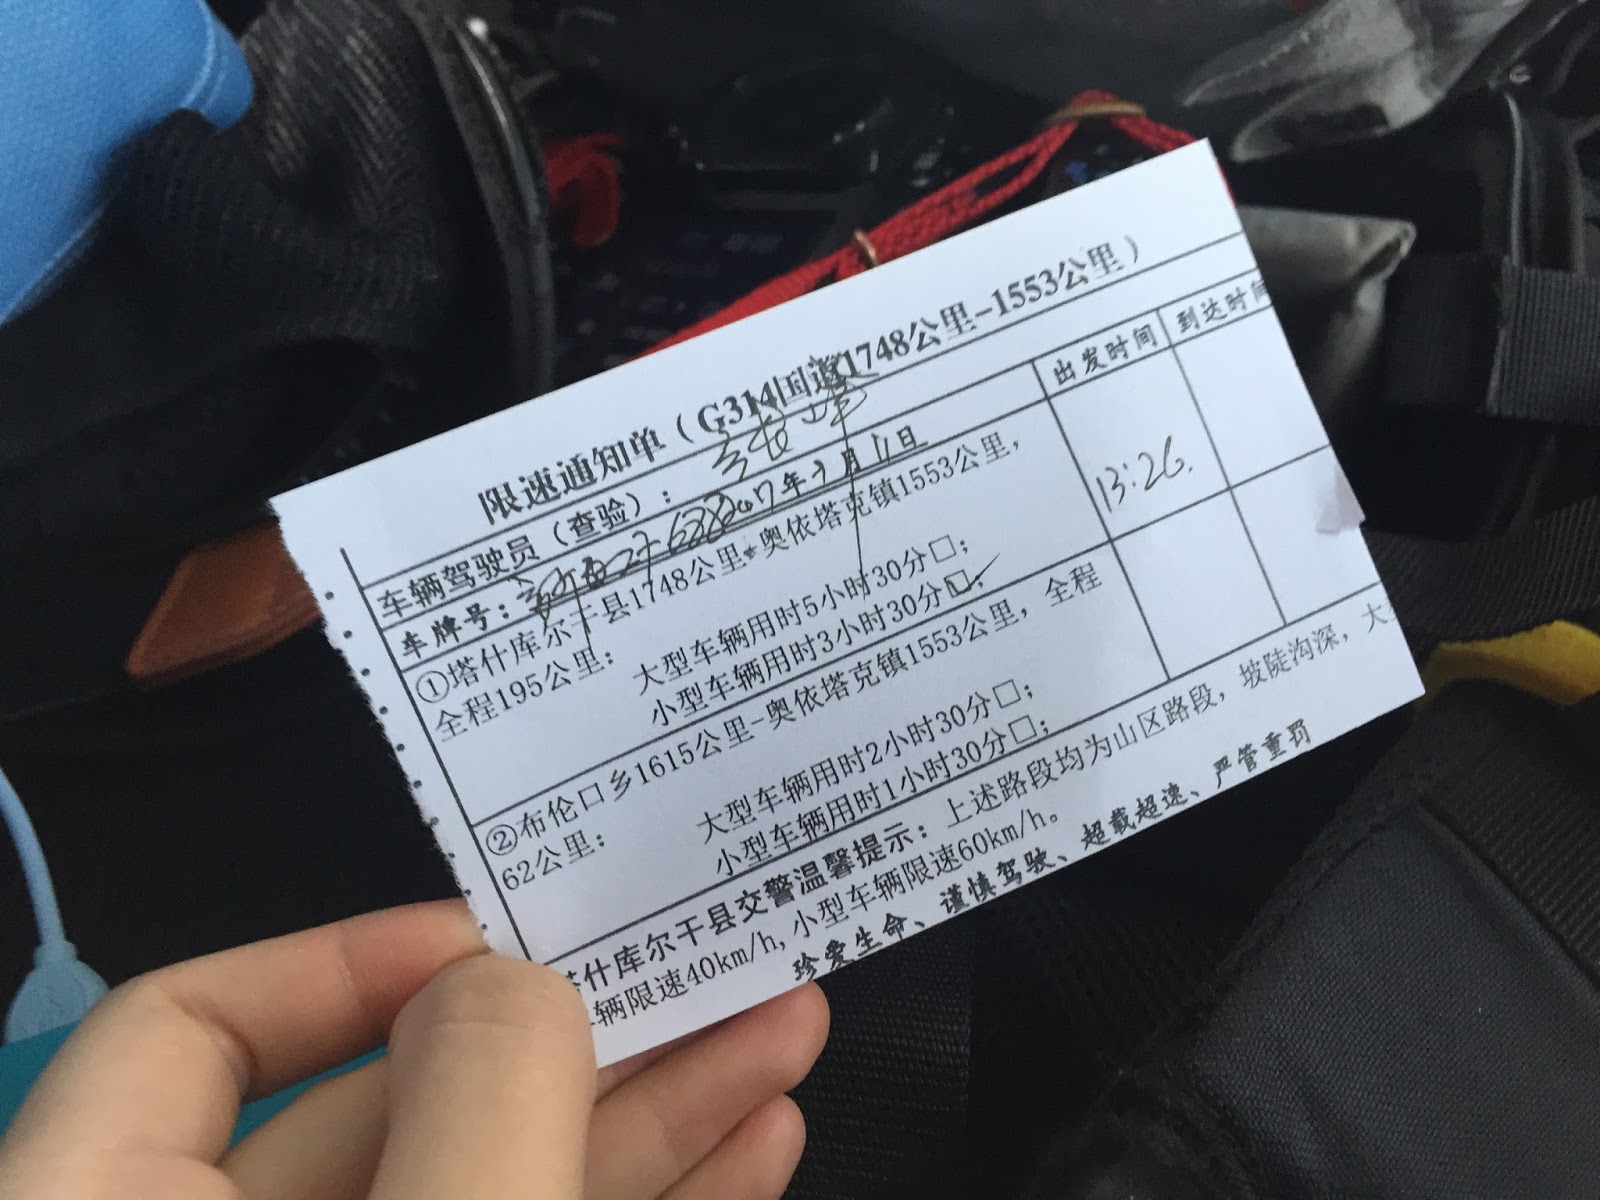 限速通知单（G314国道1748公里-1553公里）
车辆驾驶员（查验）：
车牌号： 年 月 11日
出发时间
到达时间
①塔什库尔干县1748公里-奥依塔克镇1553公里，
全程195公里： 大型车辆用时5小时30分□；
小型车辆用时3小时30分☑；
13:26.
②布伦口乡1615公里-奥依塔克镇1553公里，全程
62公里： 大型车辆用时2小时30分□；
小型车辆用时1小时30分□；
塔什库尔干县交警温馨提示：上述路段均为山区路段，坡陡沟深，大
车辆限速40km/h,小型车辆限速60km/h。
珍爱生命、谨慎驾驶、超载超速、严管重罚